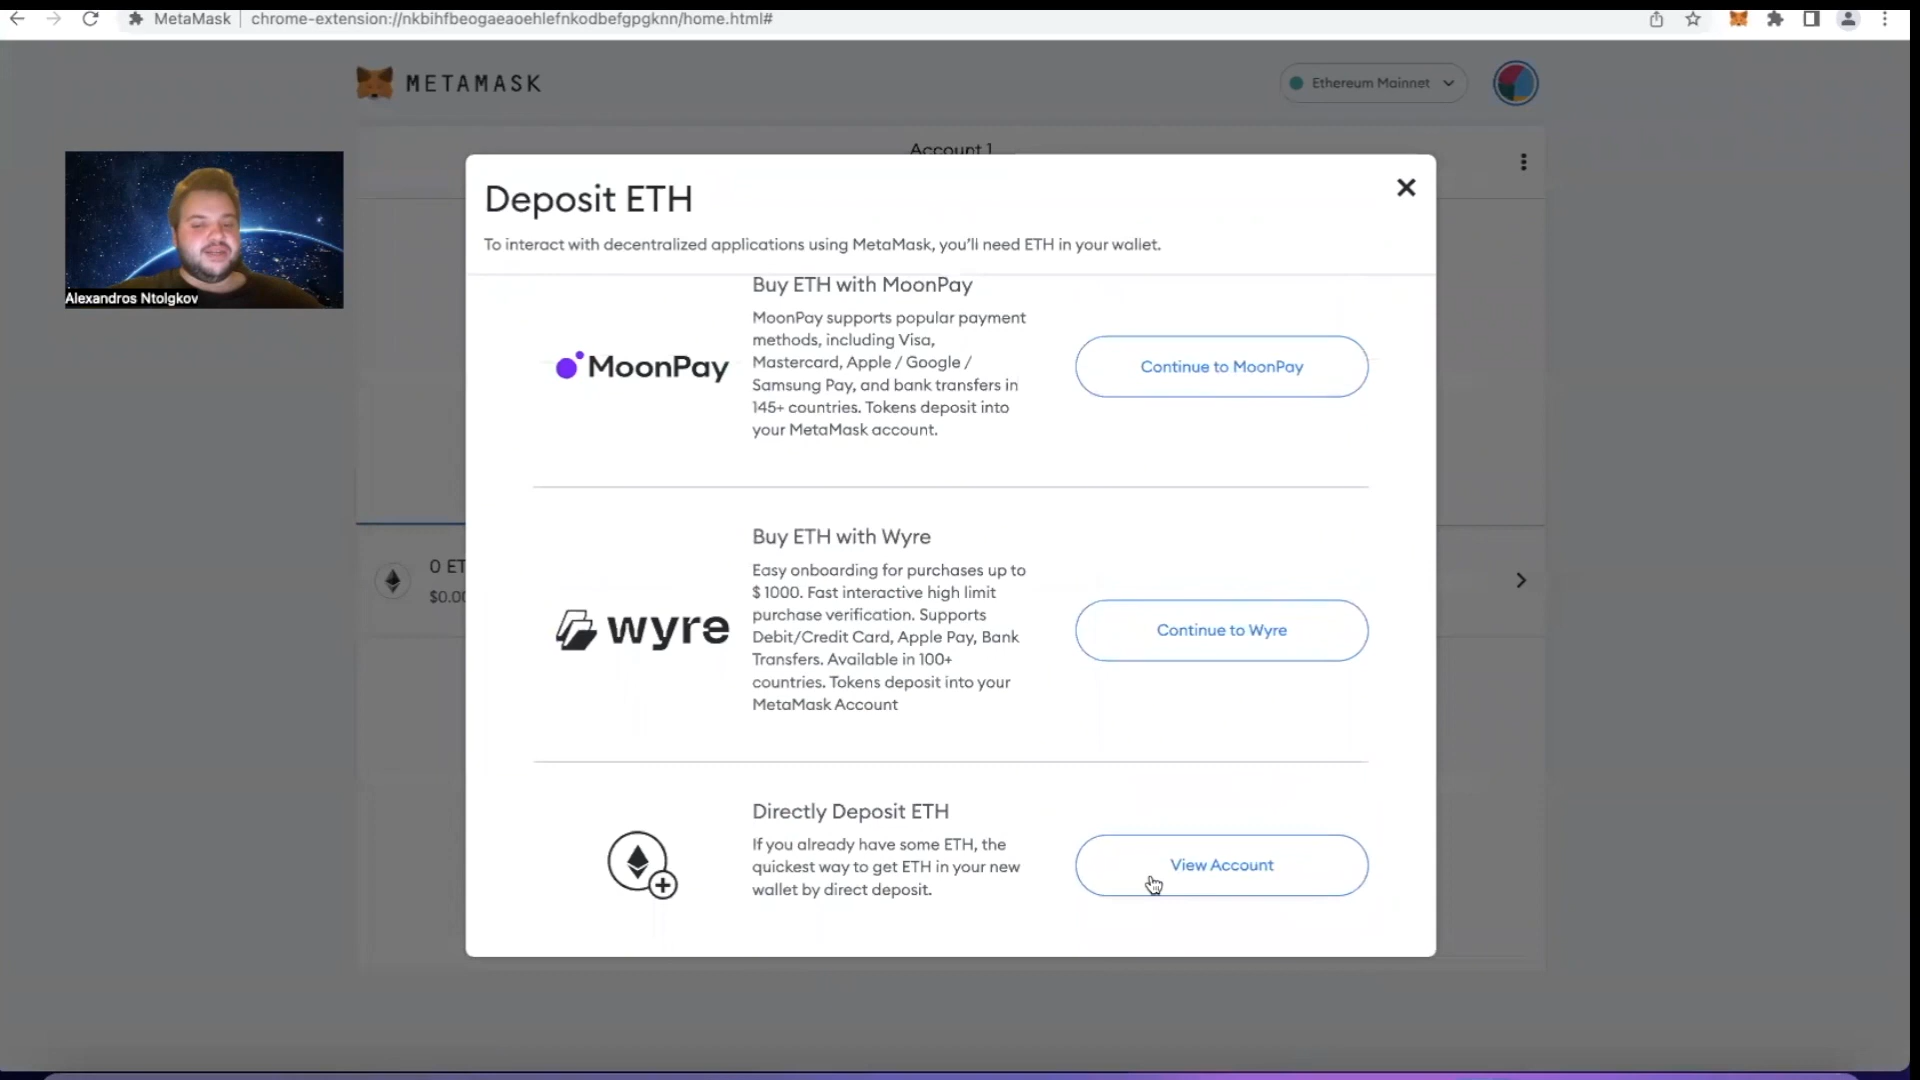 MetaMask
chrome-extension://nkbihfbeogaeaoehlefnkodbefgpgknn/home.html#
METAMASK
Ethereum Mainnet
Account 1
Alexandros Ntolgkov
Deposit ETH
To interact with decentralized applications using MetaMask, you’ll need ETH in your wallet.
MoonPay
Buy ETH with MoonPay
MoonPay supports popular payment
methods, including Visa,
Mastercard, Apple / Google /
Samsung Pay, and bank transfers in
145+ countries. Tokens deposit into
your MetaMask account.
Continue to MoonPay
0 ET
$0.00
wyre
Buy ETH with Wyre
Easy onboarding for purchases up to
$ 1000. Fast interactive high limit
purchase verification. Supports
Debit/Credit Card, Apple Pay, Bank
Transfers. Available in 100+
countries. Tokens deposit into your
MetaMask Account
Continue to Wyre
Directly Deposit ETH
If you already have some ETH, the
quickest way to get ETH in your new
wallet by direct deposit.
View Account